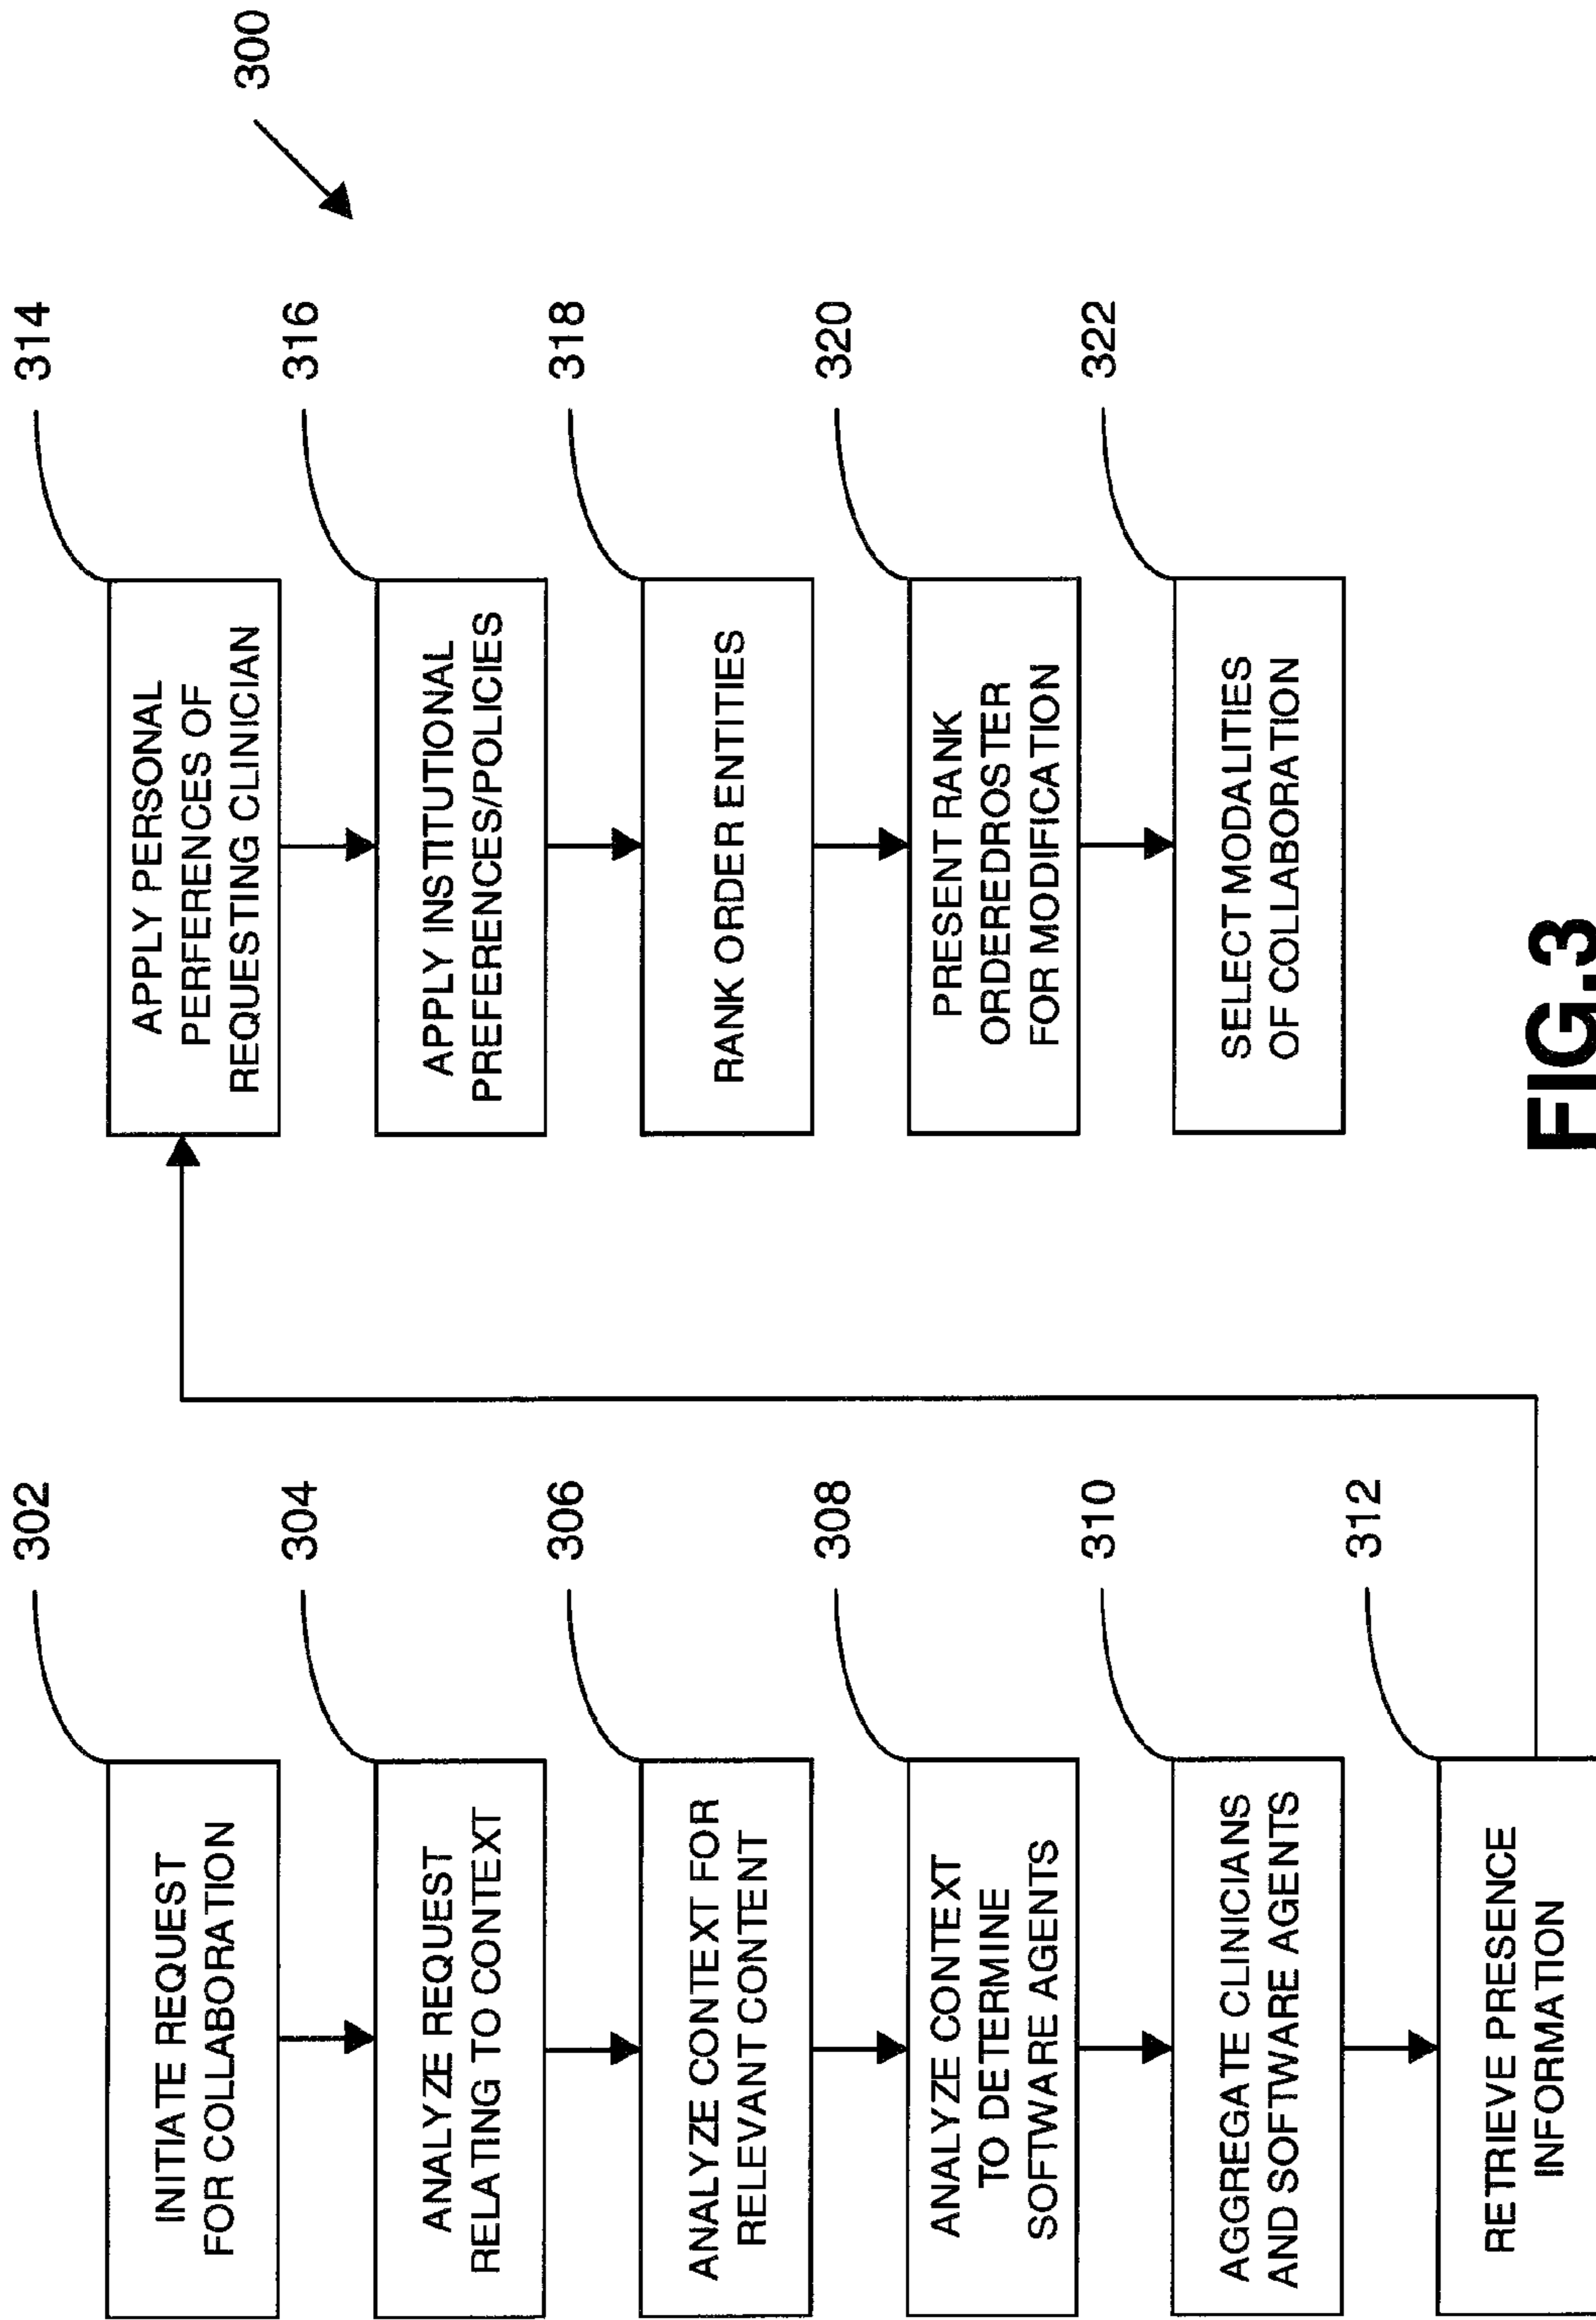 302
INITIATE REQUEST
FOR COLLABORATION
304
ANALYZE REQUEST
RELATING TO CONTEXT
306
ANALYZE CONTEXT FOR
RELEVANT CONTENT
308
ANALYZE CONTEXT
TO DETERMINE
SOFTWARE AGENTS
310
AGGREGATE CLINICIANS
AND SOFTWARE AGENTS
312
RETRIEVE PRESENCE
INFORMATION
300
314
APPLY PERSONAL
PERFERENCES OF
REQUESTING CLINICIAN
316
APPLY INSTITUTIONAL
PREFERENCES/POLICIES
318
RANK ORDER ENTITIES
320
PRESENT RANK
ORDEREDROSTER
FOR MODIFICATION
322
SELECT MODALITIES
OF COLLABORATION
FIG.3